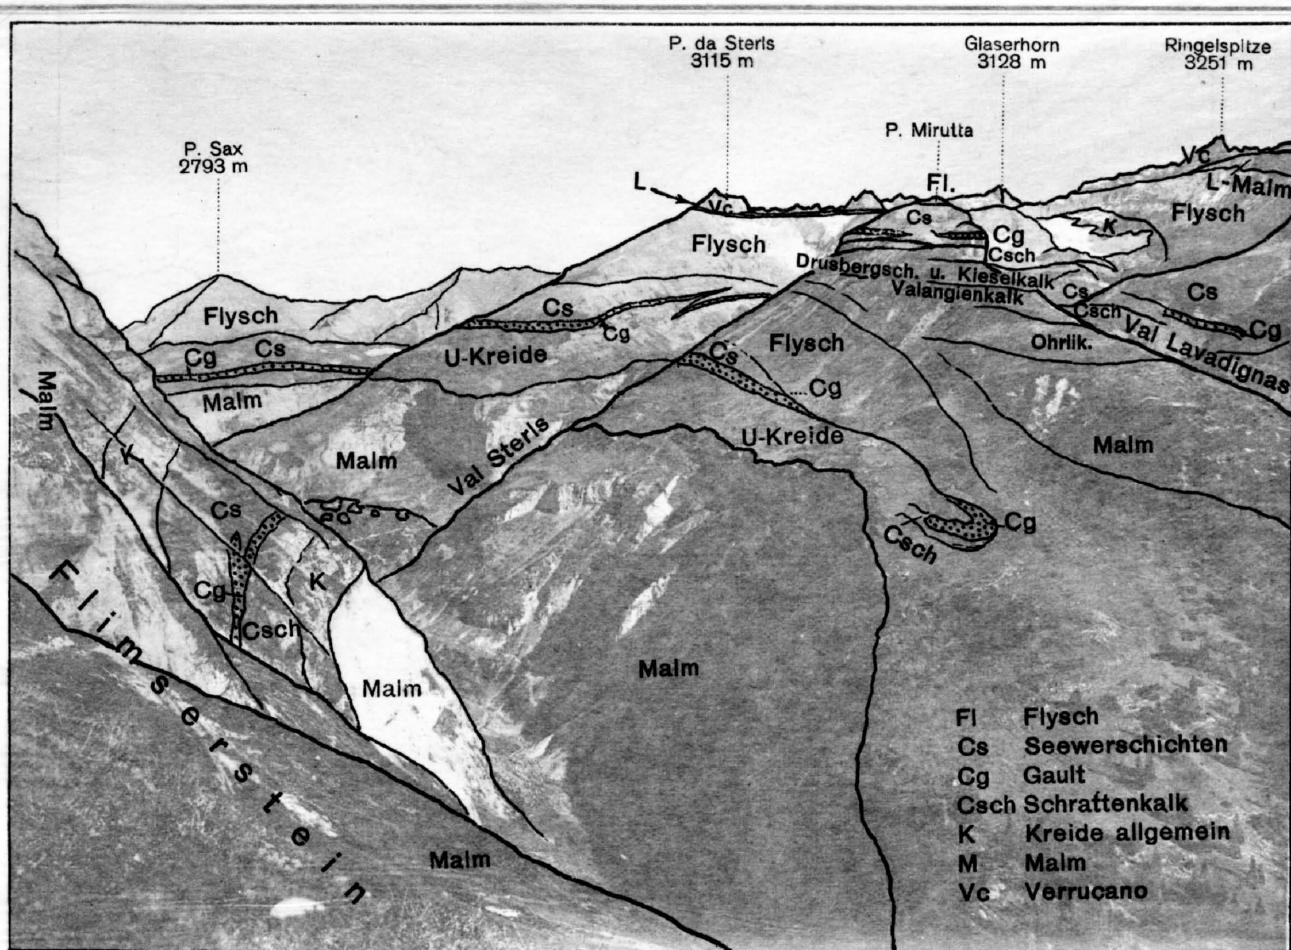 P. da Sterls
3115 m
Glaserhorn
3128 m
Ringelspitze
3251 m
P. Mirutta
P. Sax
2793 m
L
Vc
Fl.
Vc
L-Malm
Flysch
Flysch
Cs
Cg
Csch
K
Drusbergsch. u. Kieselkalk
Valangienkalk
Flysch
Cs
Cg
Cs
Cg
U-Kreide
Malm
Cs
Csch
Cs
Cg
Val Lavadignas
Ohrlik.
Flysch
Cs
Cg
U-Kreide
Malm
Malm
K
Malm
Val Sterls
Cs
Cg
Csch
K
Csch
Cg
Malm
Malm
Malm
Flimserstein
Fl Flysch
Cs Seewerschichten
Cg Gault
Csch Schraftenkalk
K Kreide allgemein
M Malm
Vc Verrucano